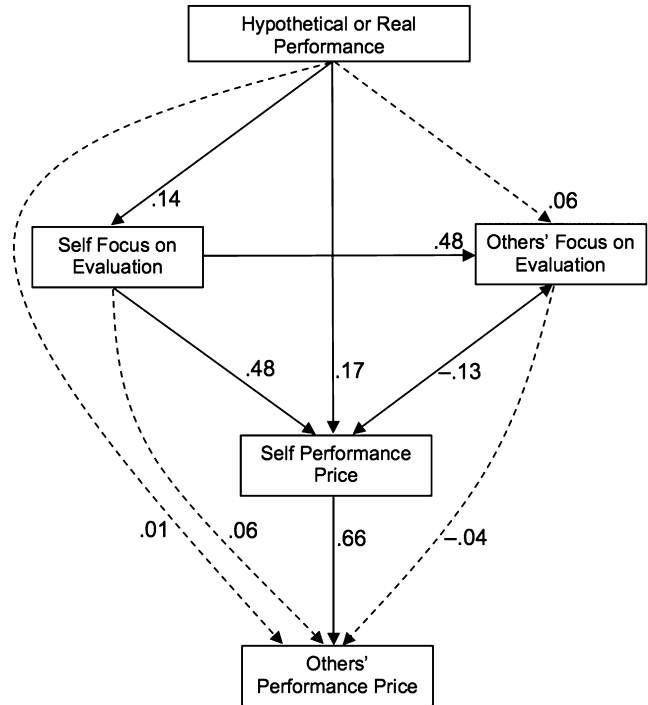 Hypothetical or Real
Performance
.14
.06
Self Focus on
Evaluation
.48
Others' Focus on
Evaluation
.48
.17
–.13
Self Performance
Price
.01
.06
.66
–.04
Others'
Performance Price